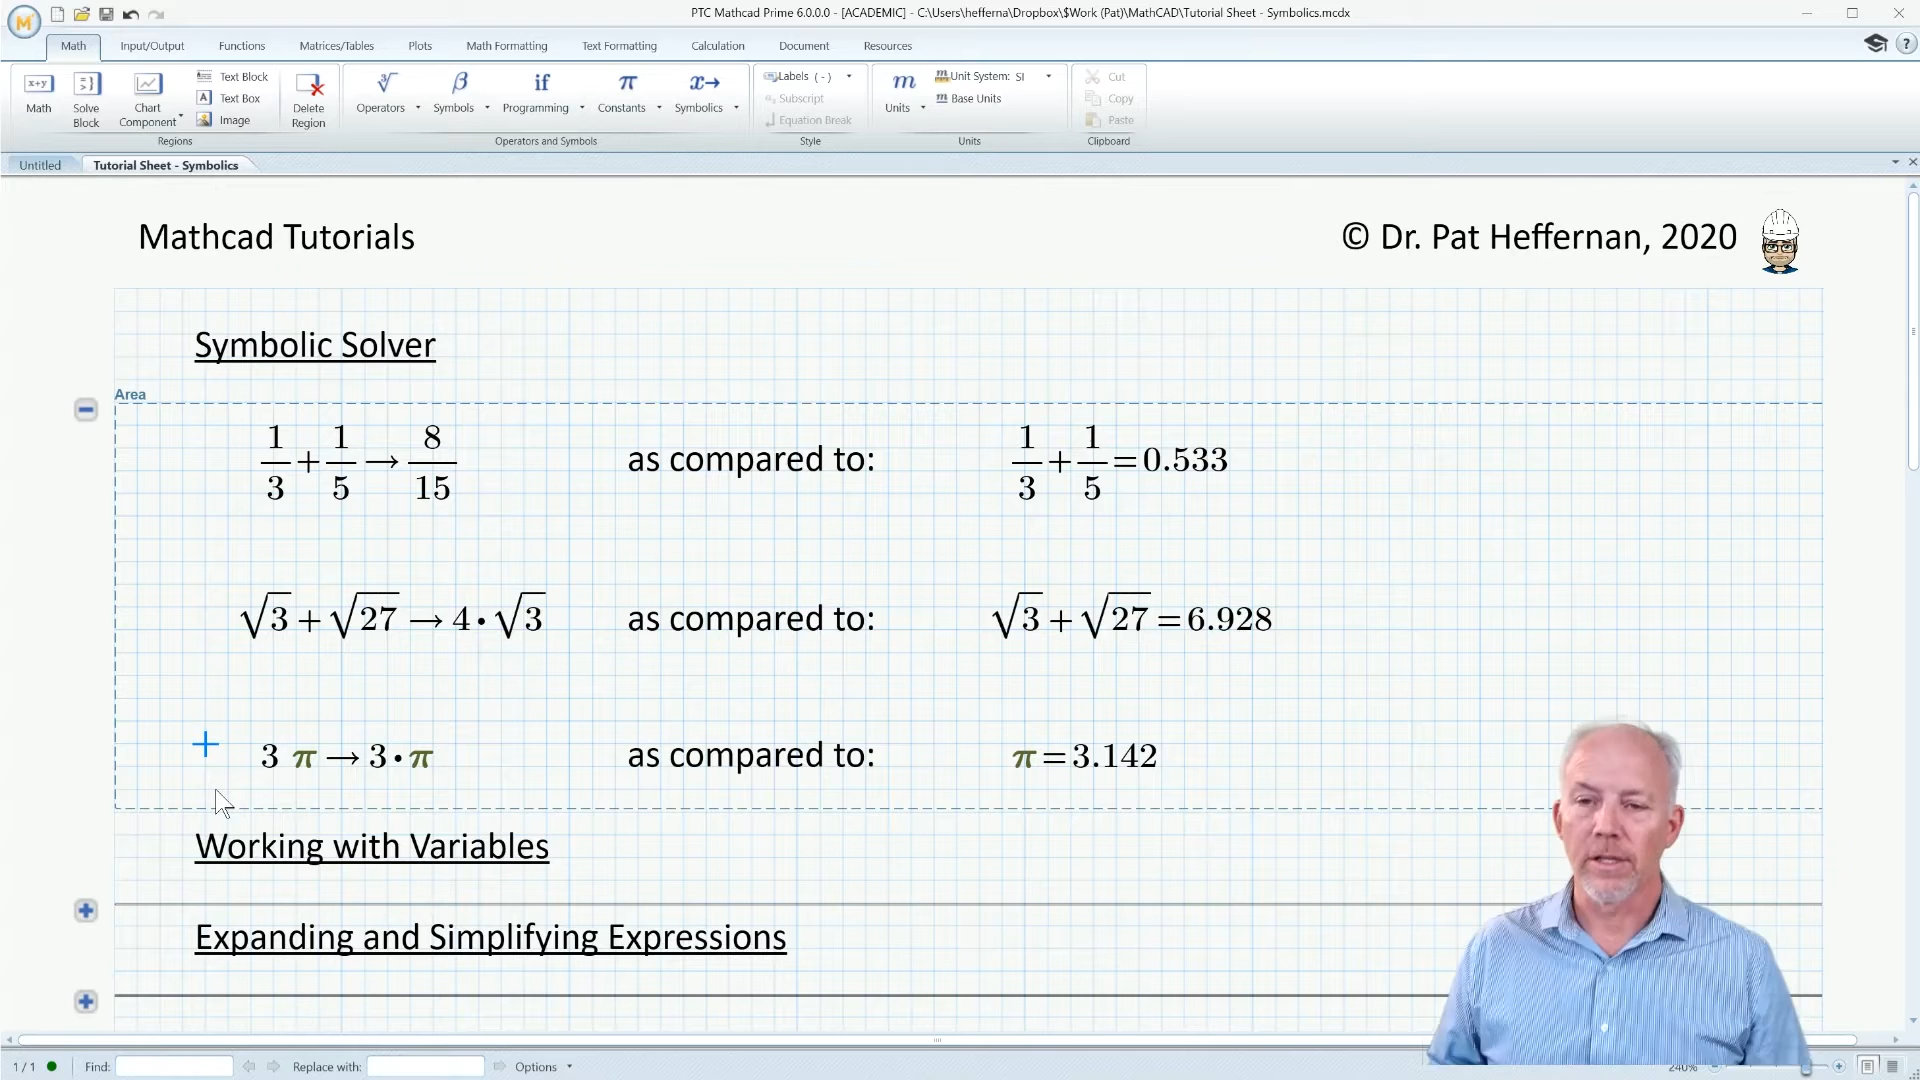 PTC Mathcad Prime 6.0.0.0 - [ACADEMIC] - C:\Users\hefferna\Dropbox\$Work (Pat)\MathCAD\Tutorial Sheet - Symbolics.mcdx
Math Input/Output Functions Matrices/Tables Plots Math Formatting Text Formatting Calculation Document Resources
Math
Solve Block
Chart Component
Text Block
Text Box
Image
Delete Region
Regions
Operators
Symbols
if
Programming
π
Constants
Symbolics
Operators and Symbols
Labels ( - )
Subscript
Equation Break
Style
Units
Unit System: SI
Base Units
Units
Cut
Copy
Paste
Clipboard
Untitled Tutorial Sheet - Symbolics
Mathcad Tutorials © Dr. Pat Heffernan, 2020
Symbolic Solver
Area
1/3 + 1/5 → 8/15 as compared to: 1/3 + 1/5 = 0.533
√3 + √27 → 4 • √3 as compared to: √3 + √27 = 6.928
3 π → 3 • π as compared to: π = 3.142
Working with Variables
Expanding and Simplifying Expressions
1 / 1 Find: Replace with: Options 240%